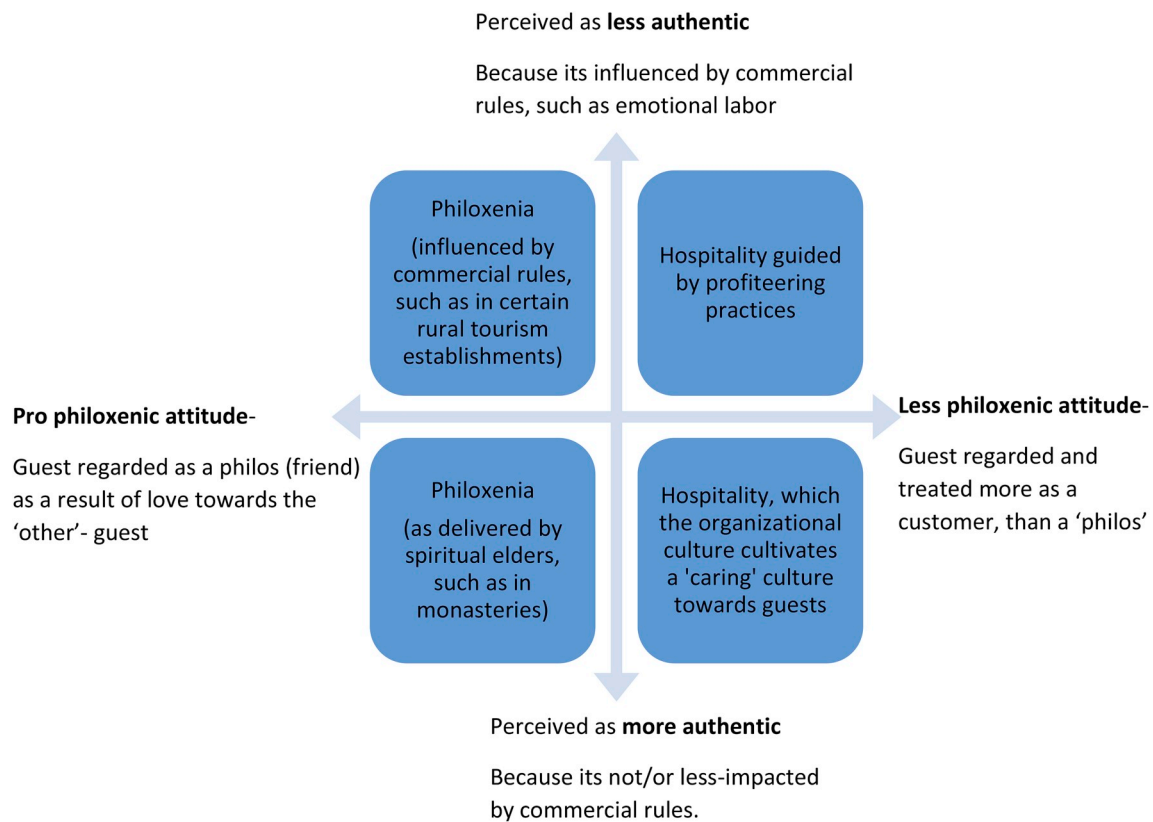 Perceived as less authentic
Because its influenced by commercial
rules, such as emotional labor
Philoxenia
(influenced by
commercial rules,
such as in certain
rural tourism
establishments)
Hospitality guided
by profiteering
practices
Pro philoxenic attitude-
Guest regarded as a philos (friend)
as a result of love towards the
‘other’- guest
Less philoxenic attitude-
Guest regarded and
treated more as a
customer, than a ‘philos’
Philoxenia
(as delivered by
spiritual elders,
such as in
monasteries)
Hospitality, which
the organizational
culture cultivates
a 'caring' culture
towards guests
Perceived as more authentic
Because its not/or less-impacted
by commercial rules.